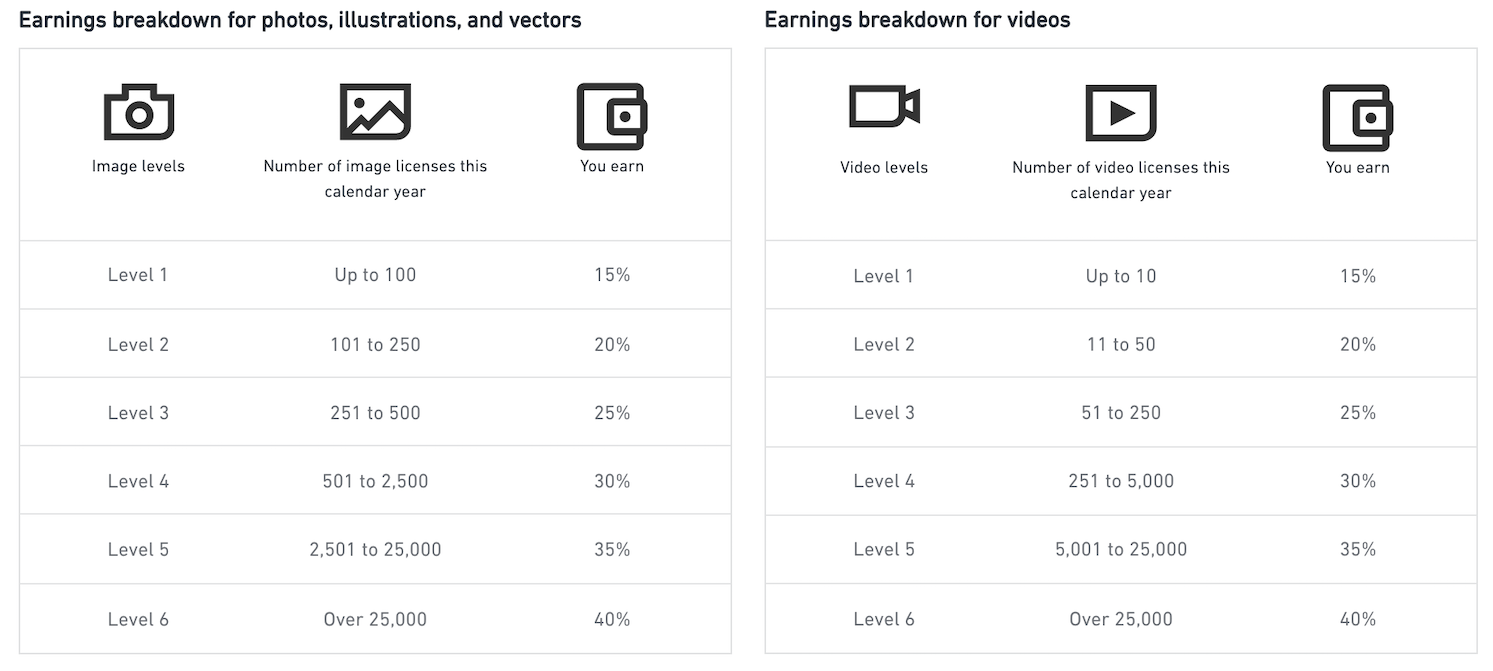 Earnings breakdown for photos, illustrations, and vectors
Image levels
Number of image licenses this
calendar year
You earn
Level 1 Up to 100 15%
Level 2 101 to 250 20%
Level 3 251 to 500 25%
Level 4 501 to 2,500 30%
Level 5 2,501 to 25,000 35%
Level 6 Over 25,000 40%
Earnings breakdown for videos
Video levels
Number of video licenses this
calendar year
You earn
Level 1 Up to 10 15%
Level 2 11 to 50 20%
Level 3 51 to 250 25%
Level 4 251 to 5,000 30%
Level 5 5,001 to 25,000 35%
Level 6 Over 25,000 40%